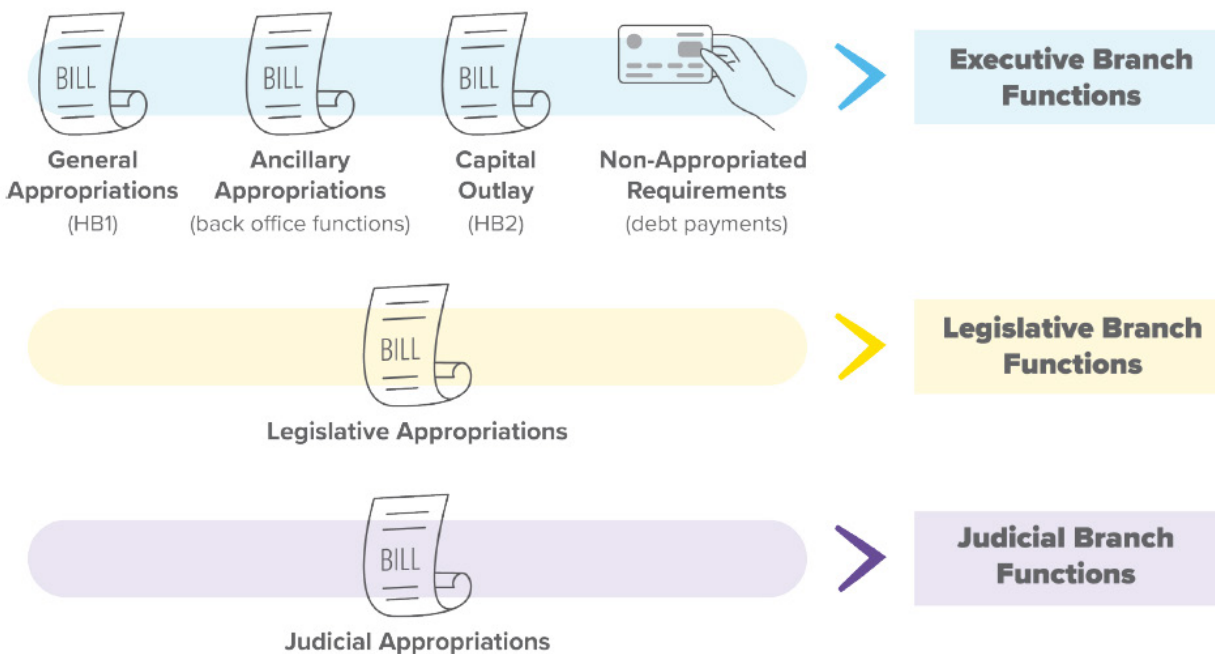 BILL
BILL
BILL
General
Appropriations
(HB1)
Ancillary
Appropriations
(back office functions)
Capital
Outlay
(HB2)
Non-Appropriated
Requirements
(debt payments)
Executive Branch
Functions
BILL
Legislative Appropriations
Legislative Branch
Functions
BILL
Judicial Appropriations
Judicial Branch
Functions